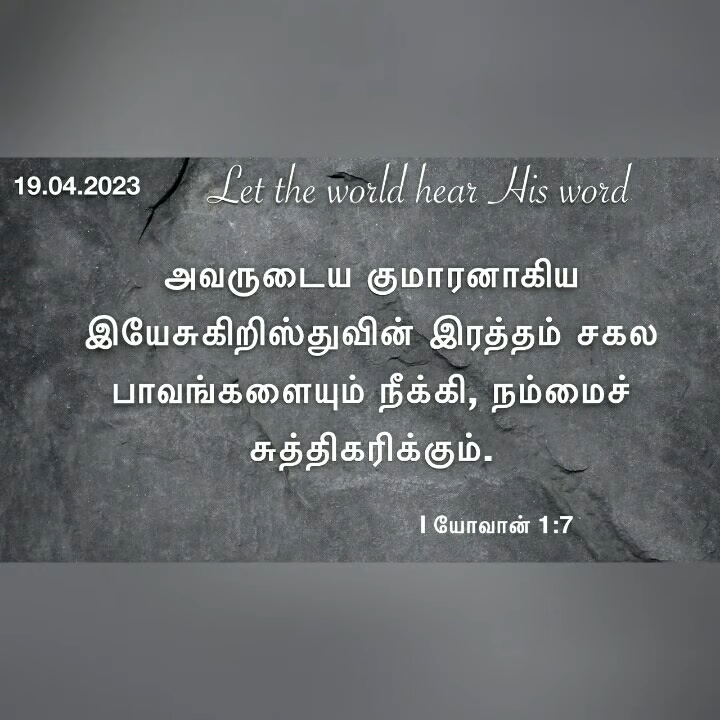 19.04.2023
Let the world hear His word
அவருடைய குமாரனாகிய
இயேசுகிறிஸ்துவின் இரத்தம் சகல
பாவங்களையும் நீக்கி, நம்மைச்
சுத்திகரிக்கும்.
I யோவான் 1:7